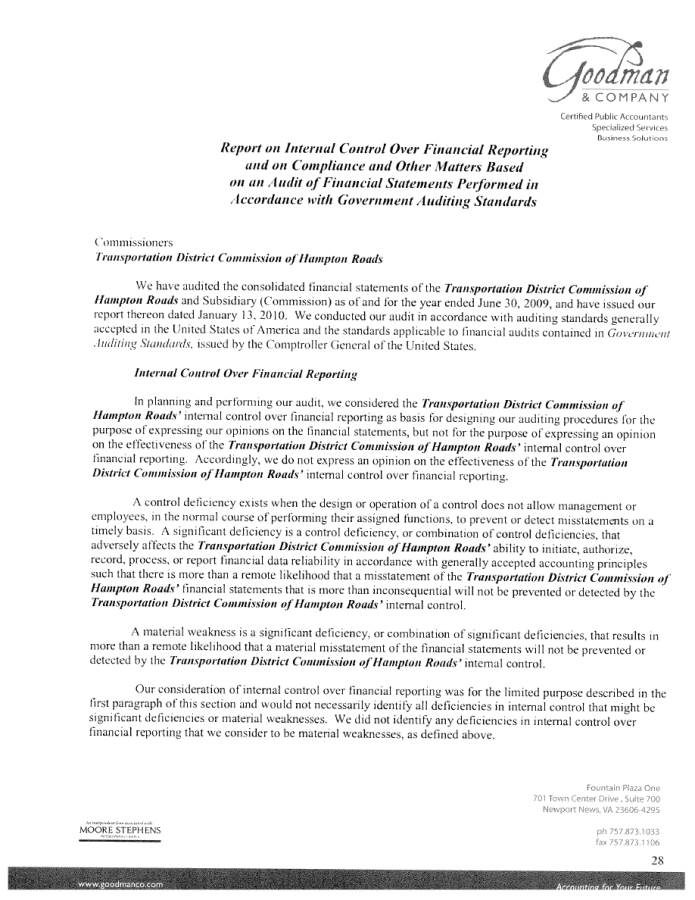 Goodman
& COMPANY
Certified Public Accountants
Specialized Services
Business Solutions
Report on Internal Control Over Financial Reporting
and on Compliance and Other Matters Based
on an Audit of Financial Statements Performed in
Accordance with Government Auditing Standards
Commissioners
Transportation District Commission of Hampton Roads
We have audited the consolidated financial statements of the Transportation District Commission of
Hampton Roads and Subsidiary (Commission) as of and for the year ended June 30, 2009, and have issued our
report thereon dated January 13, 2010. We conducted our audit in accordance with auditing standards generally
accepted in the United States of America and the standards applicable to financial audits contained in Government
Auditing Standards, issued by the Comptroller General of the United States.
Internal Control Over Financial Reporting
In planning and performing our audit, we considered the Transportation District Commission of
Hampton Roads' internal control over financial reporting as basis for designing our auditing procedures for the
purpose of expressing our opinions on the financial statements, but not for the purpose of expressing an opinion
on the effectiveness of the Transportation District Commission of Hampton Roads' internal control over
financial reporting. Accordingly, we do not express an opinion on the effectiveness of the Transportation
District Commission of Hampton Roads' internal control over financial reporting.
A control deficiency exists when the design or operation of a control does not allow management or
employees, in the normal course of performing their assigned functions, to prevent or detect misstatements on a
timely basis. A significant deficiency is a control deficiency, or combination of control deficiencies, that
adversely affects the Transportation District Commission of Hampton Roads' ability to initiate, authorize,
record, process, or report financial data reliability in accordance with generally accepted accounting principles
such that there is more than a remote likelihood that a misstatement of the Transportation District Commission of
Hampton Roads' financial statements that is more than inconsequential will not be prevented or detected by the
Transportation District Commission of Hampton Roads' internal control.
A material weakness is a significant deficiency, or combination of significant deficiencies, that results in
more than a remote likelihood that a material misstatement of the financial statements will not be prevented or
detected by the Transportation District Commission of Hampton Roads' internal control.
Our consideration of internal control over financial reporting was for the limited purpose described in the
first paragraph of this section and would not necessarily identify all deficiencies in internal control that might be
significant deficiencies or material weaknesses. We did not identify any deficiencies in internal control over
financial reporting that we consider to be material weaknesses, as defined above.
Fountain Plaza One
701 Town Center Drive , Suite 700
Newport News, VA 23606-4295
MOORE STEPHENS
ph 757.873.1033
fax 757.873.1106
28
www.goodmanco.com
Accounting for Your Future